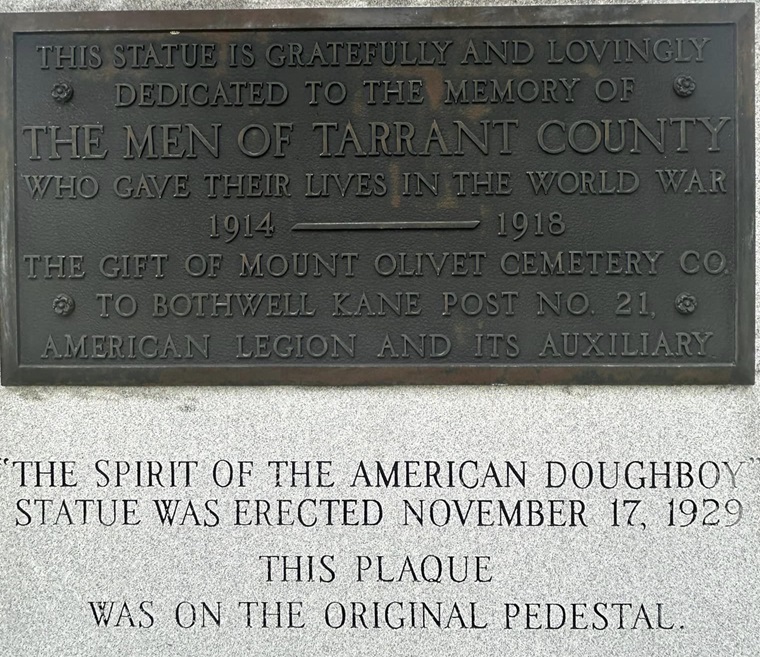 THIS STATUE IS GRATEFULLY AND LOVINGLY
DEDICATED TO THE MEMORY OF
THE MEN OF TARRANT COUNTY
WHO GAVE THEIR LIVES IN THE WORLD WAR
1914 — 1918
THE GIFT OF MOUNT OLIVET CEMETERY CO.
TO BOTHWELL KANE POST NO. 21,
AMERICAN LEGION AND ITS AUXILIARY
"THE SPIRIT OF THE AMERICAN DOUGHBOY"
STATUE WAS ERECTED NOVEMBER 17, 1929
THIS PLAQUE
WAS ON THE ORIGINAL PEDESTAL.